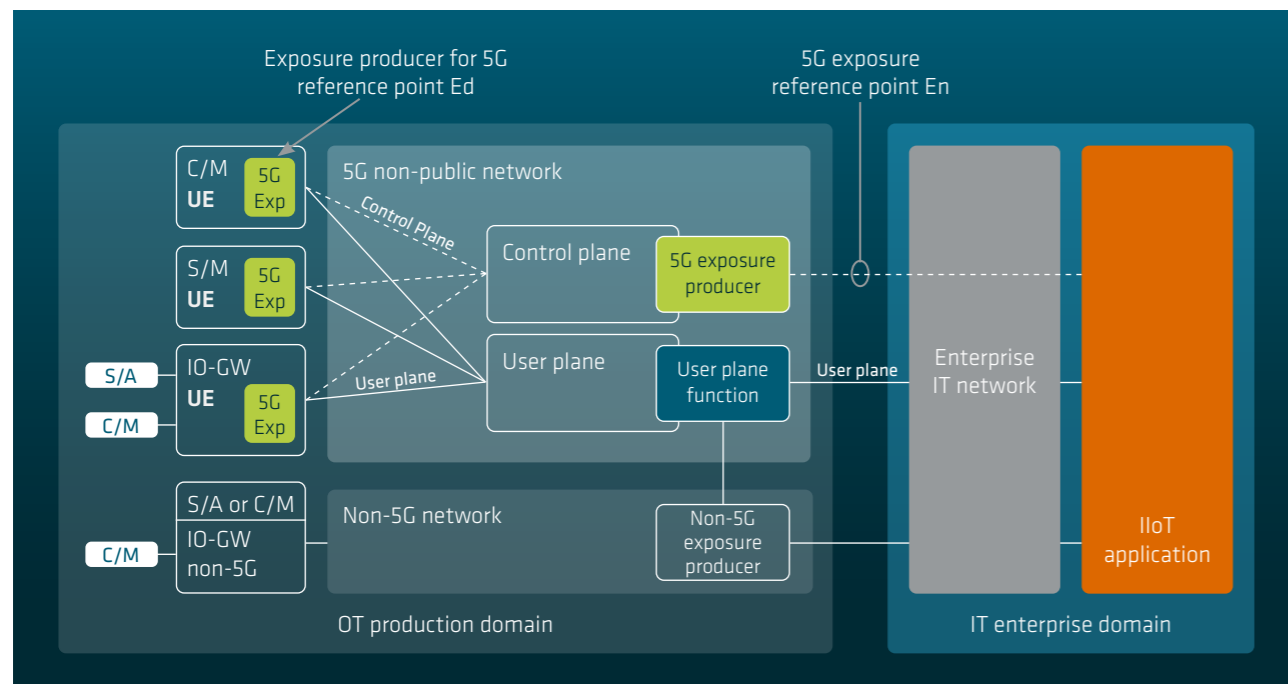 Exposure producer for 5G
reference point Ed
5G exposure
reference point En
C/M
UE
5G
Exp
5G non-public network
Control Plane
Control plane
5G exposure
producer
S/M
UE
5G
Exp
S/A
C/M
IO-GW
UE
5G
Exp
User plane
User plane
User plane
function
User plane
Enterprise
IT network
S/A or C/M
IO-GW
non-5G
C/M
Non-5G network
Non-5G
exposure
producer
IIoT
application
OT production domain
IT enterprise domain